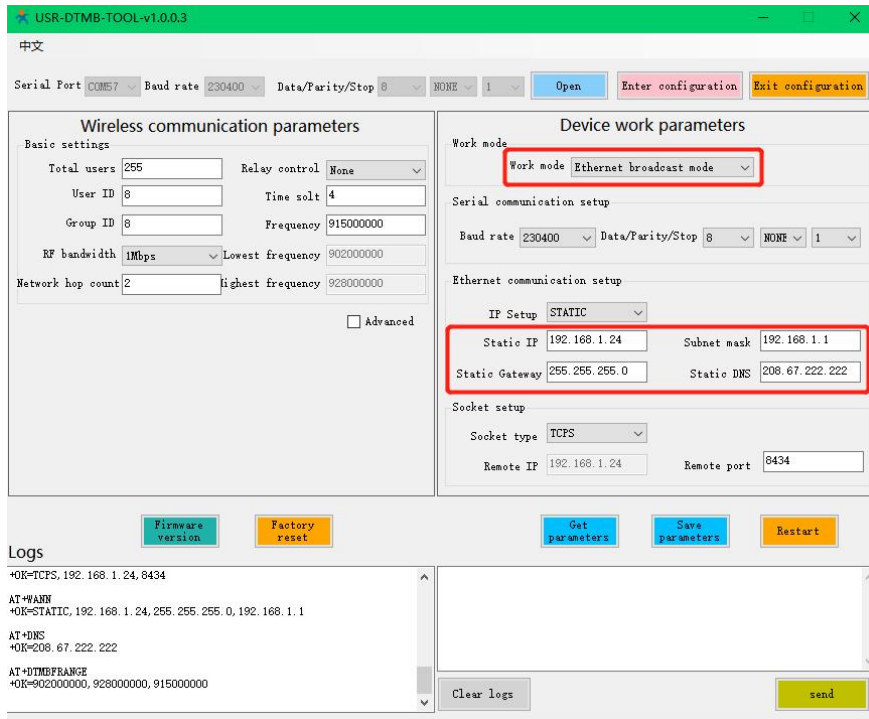 USR-DTMB-TOOL-v1.0.0.3
中文
Serial Port COM57 Baud rate 230400 Data/Parity/Stop 8 NONE 1 Open Enter configuration Exit configuration
Wireless communication parameters
Basic settings
Total users 255 Relay control None
User ID 8 Time solt 4
Group ID 8 Frequency 915000000
RF bandwidth 1Mbps Lowest frequency 902000000
Network hop count 2 Highest frequency 928000000
Advanced
Device work parameters
Work mode
Work mode Ethernet broadcast mode
Serial communication setup
Baud rate 230400 Data/Parity/Stop 8 NONE 1
Ethernet communication setup
IP Setup STATIC
Static IP 192.168.1.24 Subnet mask 192.168.1.1
Static Gateway 255.255.255.0 Static DNS 208.67.222.222
Socket setup
Socket type TCPS
Remote IP 192.168.1.24 Remote port 8434
Firmware version
Factory reset
Get parameters
Save parameters
Restart
Logs
+OK=TCPS,192.168.1.24,8434
AT+WANN
+OK=STATIC,192.168.1.24,255.255.255.0,192.168.1.1
AT+DNS
+OK=208.67.222.222
AT+DTMBFRANGE
+OK=902000000,928000000,915000000
Clear logs
send